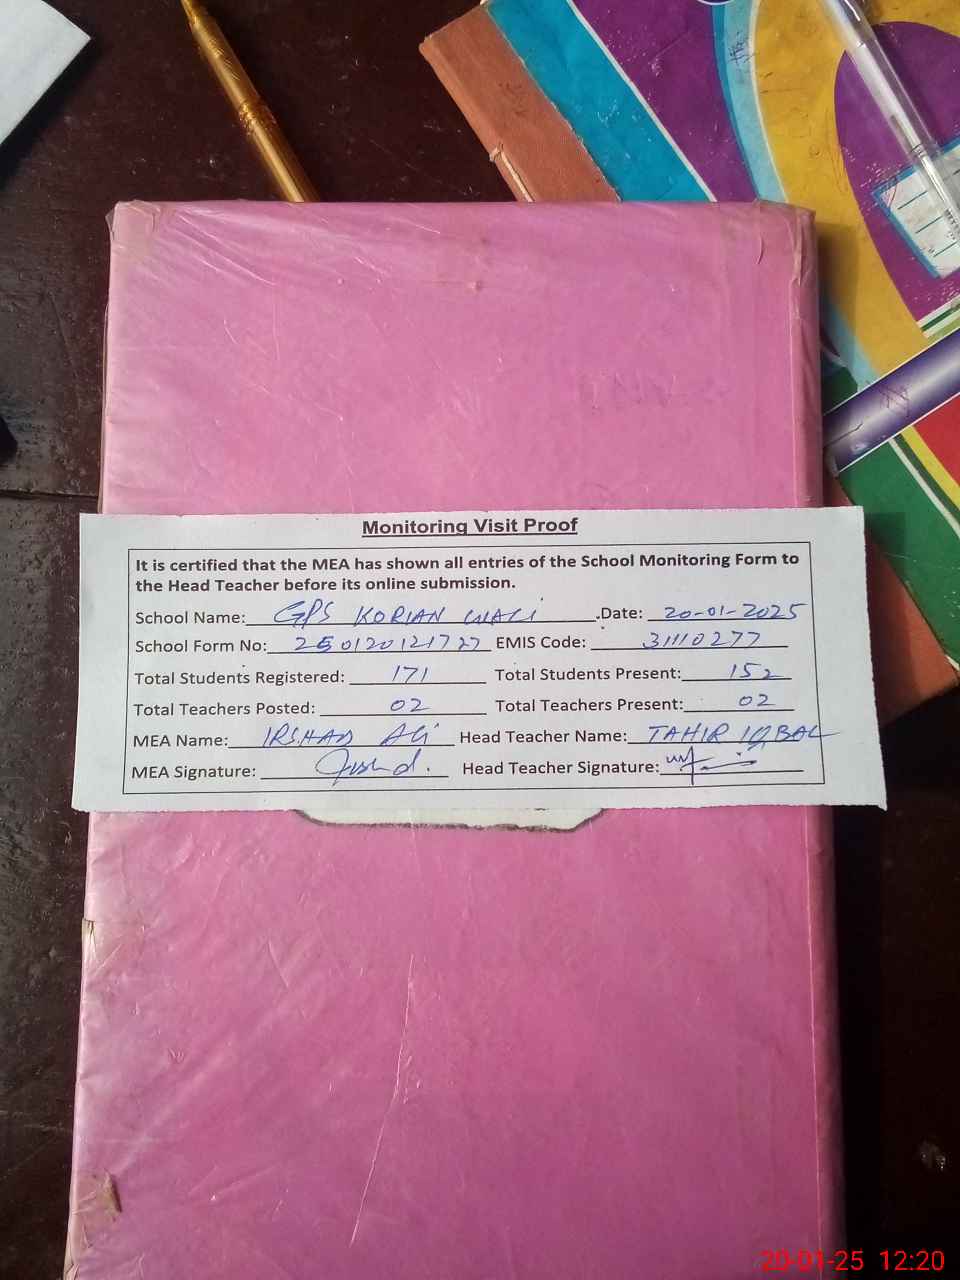 Monitoring Visit Proof
It is certified that the MEA has shown all entries of the School Monitoring Form to
the Head Teacher before its online submission.
School Name: GPS KORIAN WALI .Date: 20-01-2025
School Form No: 250120121727 EMIS Code: 31110277
Total Students Registered: 171 Total Students Present: 152
Total Teachers Posted: 02 Total Teachers Present: 02
MEA Name: IRSHAD Ali Head Teacher Name: TAHIR IQBAL
MEA Signature: Head Teacher Signature:
20-01-25 12:20